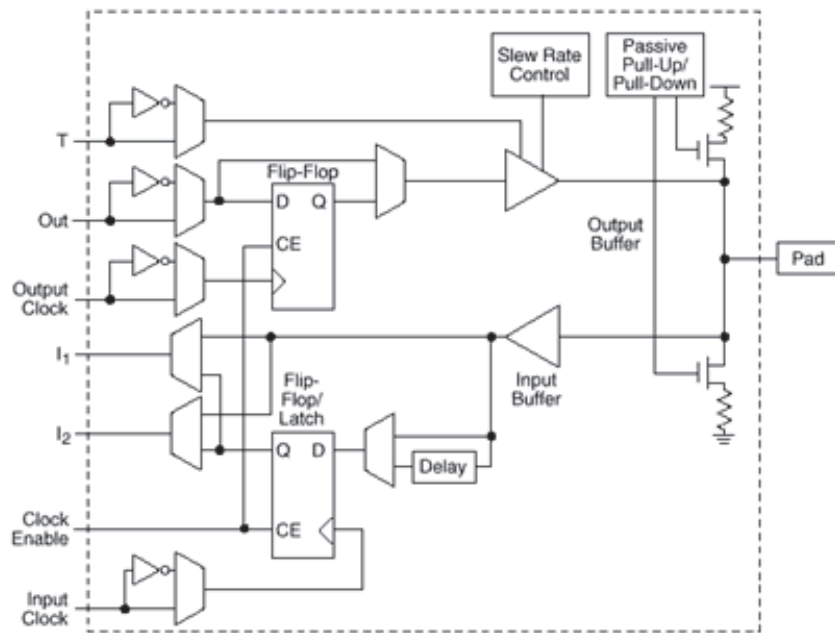 Slew Rate
Control
Passive
Pull-Up/
Pull-Down
T
Flip-Flop
D Q
Out
CE
Output
Buffer
Output
Clock
Pad
I1
Flip-
Flop/
Latch
Input
Buffer
I2
Q D
Delay
Clock
Enable
CE
Input
Clock